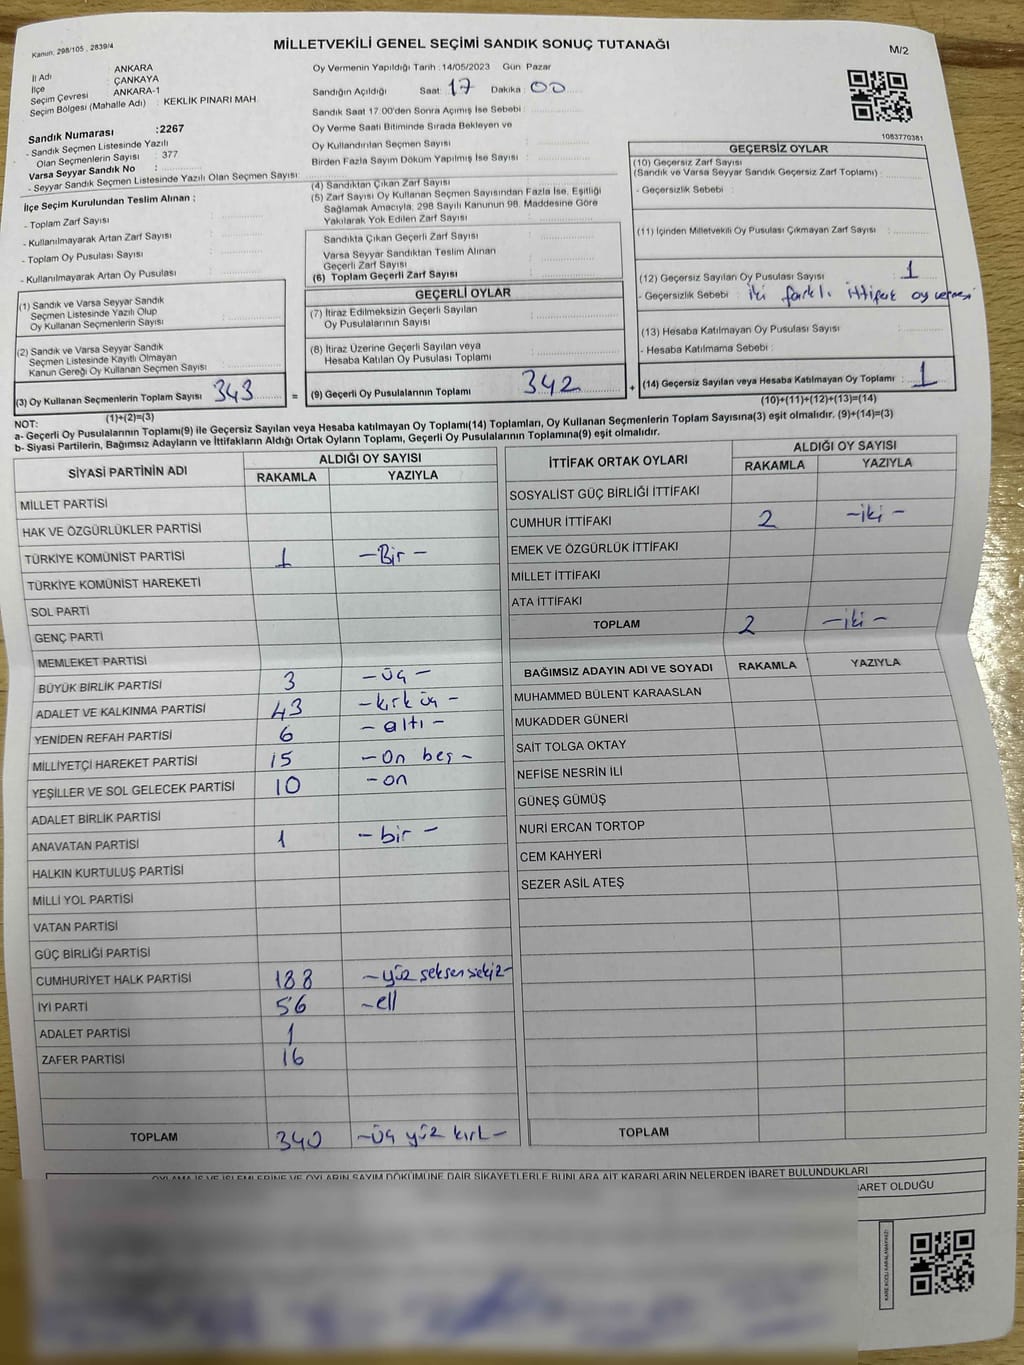 Kanun, 298/105 , 2839/4
MİLLETVEKİLİ GENEL SEÇİMİ SANDIK SONUÇ TUTANAĞI
M/2
İl Adı ANKARA
İlçe ÇANKAYA
Seçim Çevresi ANKARA-1
Seçim Bölgesi (Mahalle Adı) : KEKLİK PINARI MAH
Sandık Numarası :2267
- Sandık Seçmen Listesinde Yazılı
Olan Seçmenlerin Sayısı : 377
Varsa Seyyar Sandık No :
- Seyyar Sandık Seçmen Listesinde Yazılı Olan Seçmen Sayısı:
Oy Vermenin Yapıldığı Tarih :14/05/2023 Gün Pazar
Sandığın Açıldığı Saat: 17 Dakika: 00
Sandık Saat 17.00'den Sonra Açımış İse Sebebi :
Oy Verme Saati Bitiminde Sırada Bekleyen ve
Oy Kullandırılan Seçmen Sayısı :
Birden Fazla Sayım Döküm Yapılmış İse Sayısı :
1083770381
İlçe Seçim Kurulundan Teslim Alınan ;
- Toplam Zarf Sayısı :
- Kullanılmayarak Artan Zarf Sayısı :
- Toplam Oy Pusulası Sayısı :
- Kullanılmayarak Artan Oy Pusulası :
(4) Sandıktan Çıkan Zarf Sayısı :
(5) Zarf Sayısı Oy Kullanan Seçmen Sayısından Fazla İse, Eşitliği
Sağlamak Amacıyla, 298 Sayılı Kanunun 98. Maddesine Göre
Yakılarak Yok Edilen Zarf Sayısı :
Sandıkta Çıkan Geçerli Zarf Sayısı :
Varsa Seyyar Sandıktan Teslim Alınan
Geçerli Zarf Sayısı :
(6) Toplam Geçerli Zarf Sayısı :
GEÇERSİZ OYLAR
(10) Geçersiz Zarf Sayısı
(Sandık ve Varsa Seyyar Sandık Geçersiz Zarf Toplamı) :
- Geçersizlik Sebebi :
(11) İçinden Milletvekili Oy Pusulası Çıkmayan Zarf Sayısı :
(12) Geçersiz Sayılan Oy Pusulası Sayısı : 1
- Geçersizlik Sebebi : iki farklı ittifak oy vermesi
(13) Hesaba Katılmayan Oy Pusulası Sayısı :
- Hesaba Katılmama Sebebi :
(1) Sandık ve Varsa Seyyar Sandık
Seçmen Listesinde Yazılı Olup
Oy Kullanan Seçmenlerin Sayısı :
(2) Sandık ve Varsa Seyyar Sandık
Seçmen Listesinde Kayıtlı Olmayan
Kanun Gereği Oy Kullanan Seçmen Sayısı :
GEÇERLİ OYLAR
(7) İtiraz Edilmeksizin Geçerli Sayılan
Oy Pusulalarının Sayısı :
(8) İtiraz Üzerine Geçerli Sayılan veya
Hesaba Katılan Oy Pusulası Toplamı :
(3) Oy Kullanan Seçmenlerin Toplam Sayısı : 343 = (9) Geçerli Oy Pusulalarının Toplamı : 342 + (14) Geçersiz Sayılan veya Hesaba Katılmayan Oy Toplamı : 1
(1)+(2)=(3)
(10)+(11)+(12)+(13)=(14)
NOT:
a- Geçerli Oy Pusulalarının Toplamı(9) ile Geçersiz Sayılan veya Hesaba katılmayan Oy Toplamı(14) Toplamları, Oy Kullanan Seçmenlerin Toplam Sayısına(3) eşit olmalıdır. (9)+(14)=(3)
b- Siyasi Partilerin, Bağımsız Adayların ve İttifakların Aldığı Ortak Oyların Toplamı, Geçerli Oy Pusulalarının Toplamına(9) eşit olmalıdır.
SİYASİ PARTİNİN ADI ALDIĞI OY SAYISI
RAKAMLA YAZIYLA
MİLLET PARTİSİ
HAK VE ÖZGÜRLÜKLER PARTİSİ
TÜRKİYE KOMÜNİST PARTİSİ 1 -Bir-
TÜRKİYE KOMÜNİST HAREKETİ
SOL PARTİ
GENÇ PARTİ
MEMLEKET PARTİSİ
BÜYÜK BİRLİK PARTİSİ 3 -üç-
ADALET VE KALKINMA PARTİSİ 43 -kırk üç-
YENİDEN REFAH PARTİSİ 6 -altı-
MİLLİYETÇİ HAREKET PARTİSİ 15 -On beş-
YEŞİLLER VE SOL GELECEK PARTİSİ 10 -on
ADALET BİRLİK PARTİSİ
ANAVATAN PARTİSİ 1 -bir-
HALKIN KURTULUŞ PARTİSİ
MİLLİ YOL PARTİSİ
VATAN PARTİSİ
GÜÇ BİRLİĞİ PARTİSİ
CUMHURİYET HALK PARTİSİ 188 -yüz seksen sekiz-
İYİ PARTİ 56 -ell
ADALET PARTİSİ 1
ZAFER PARTİSİ 16
TOPLAM 340 -üç yüz kırk-
İTTİFAK ORTAK OYLARI ALDIĞI OY SAYISI
RAKAMLA YAZIYLA
SOSYALİST GÜÇ BİRLİĞİ İTTİFAKI
CUMHUR İTTİFAKI 2 -iki-
EMEK VE ÖZGÜRLÜK İTTİFAKI
MİLLET İTTİFAKI
ATA İTTİFAKI
TOPLAM 2 -iki-
BAĞIMSIZ ADAYIN ADI VE SOYADI RAKAMLA YAZIYLA
MUHAMMED BÜLENT KARAASLAN
MUKADDER GÜNERİ
SAİT TOLGA OKTAY
NEFİSE NESRİN İLİ
GÜNEŞ GÜMÜŞ
NURİ ERCAN TORTOP
CEM KAHYERİ
SEZER ASİL ATEŞ
TOPLAM
OYLAMA İŞ VE İŞLEMLERİNE VE OYLARIN SAYIM DÖKÜMÜNE DAİR ŞİKAYETLERLE BUNLARA AİT KARARLARIN NELERDEN İBARET BULUNDUKLARI
BARET OLDUĞU
KARE KODU KARALAMAYINIZ!